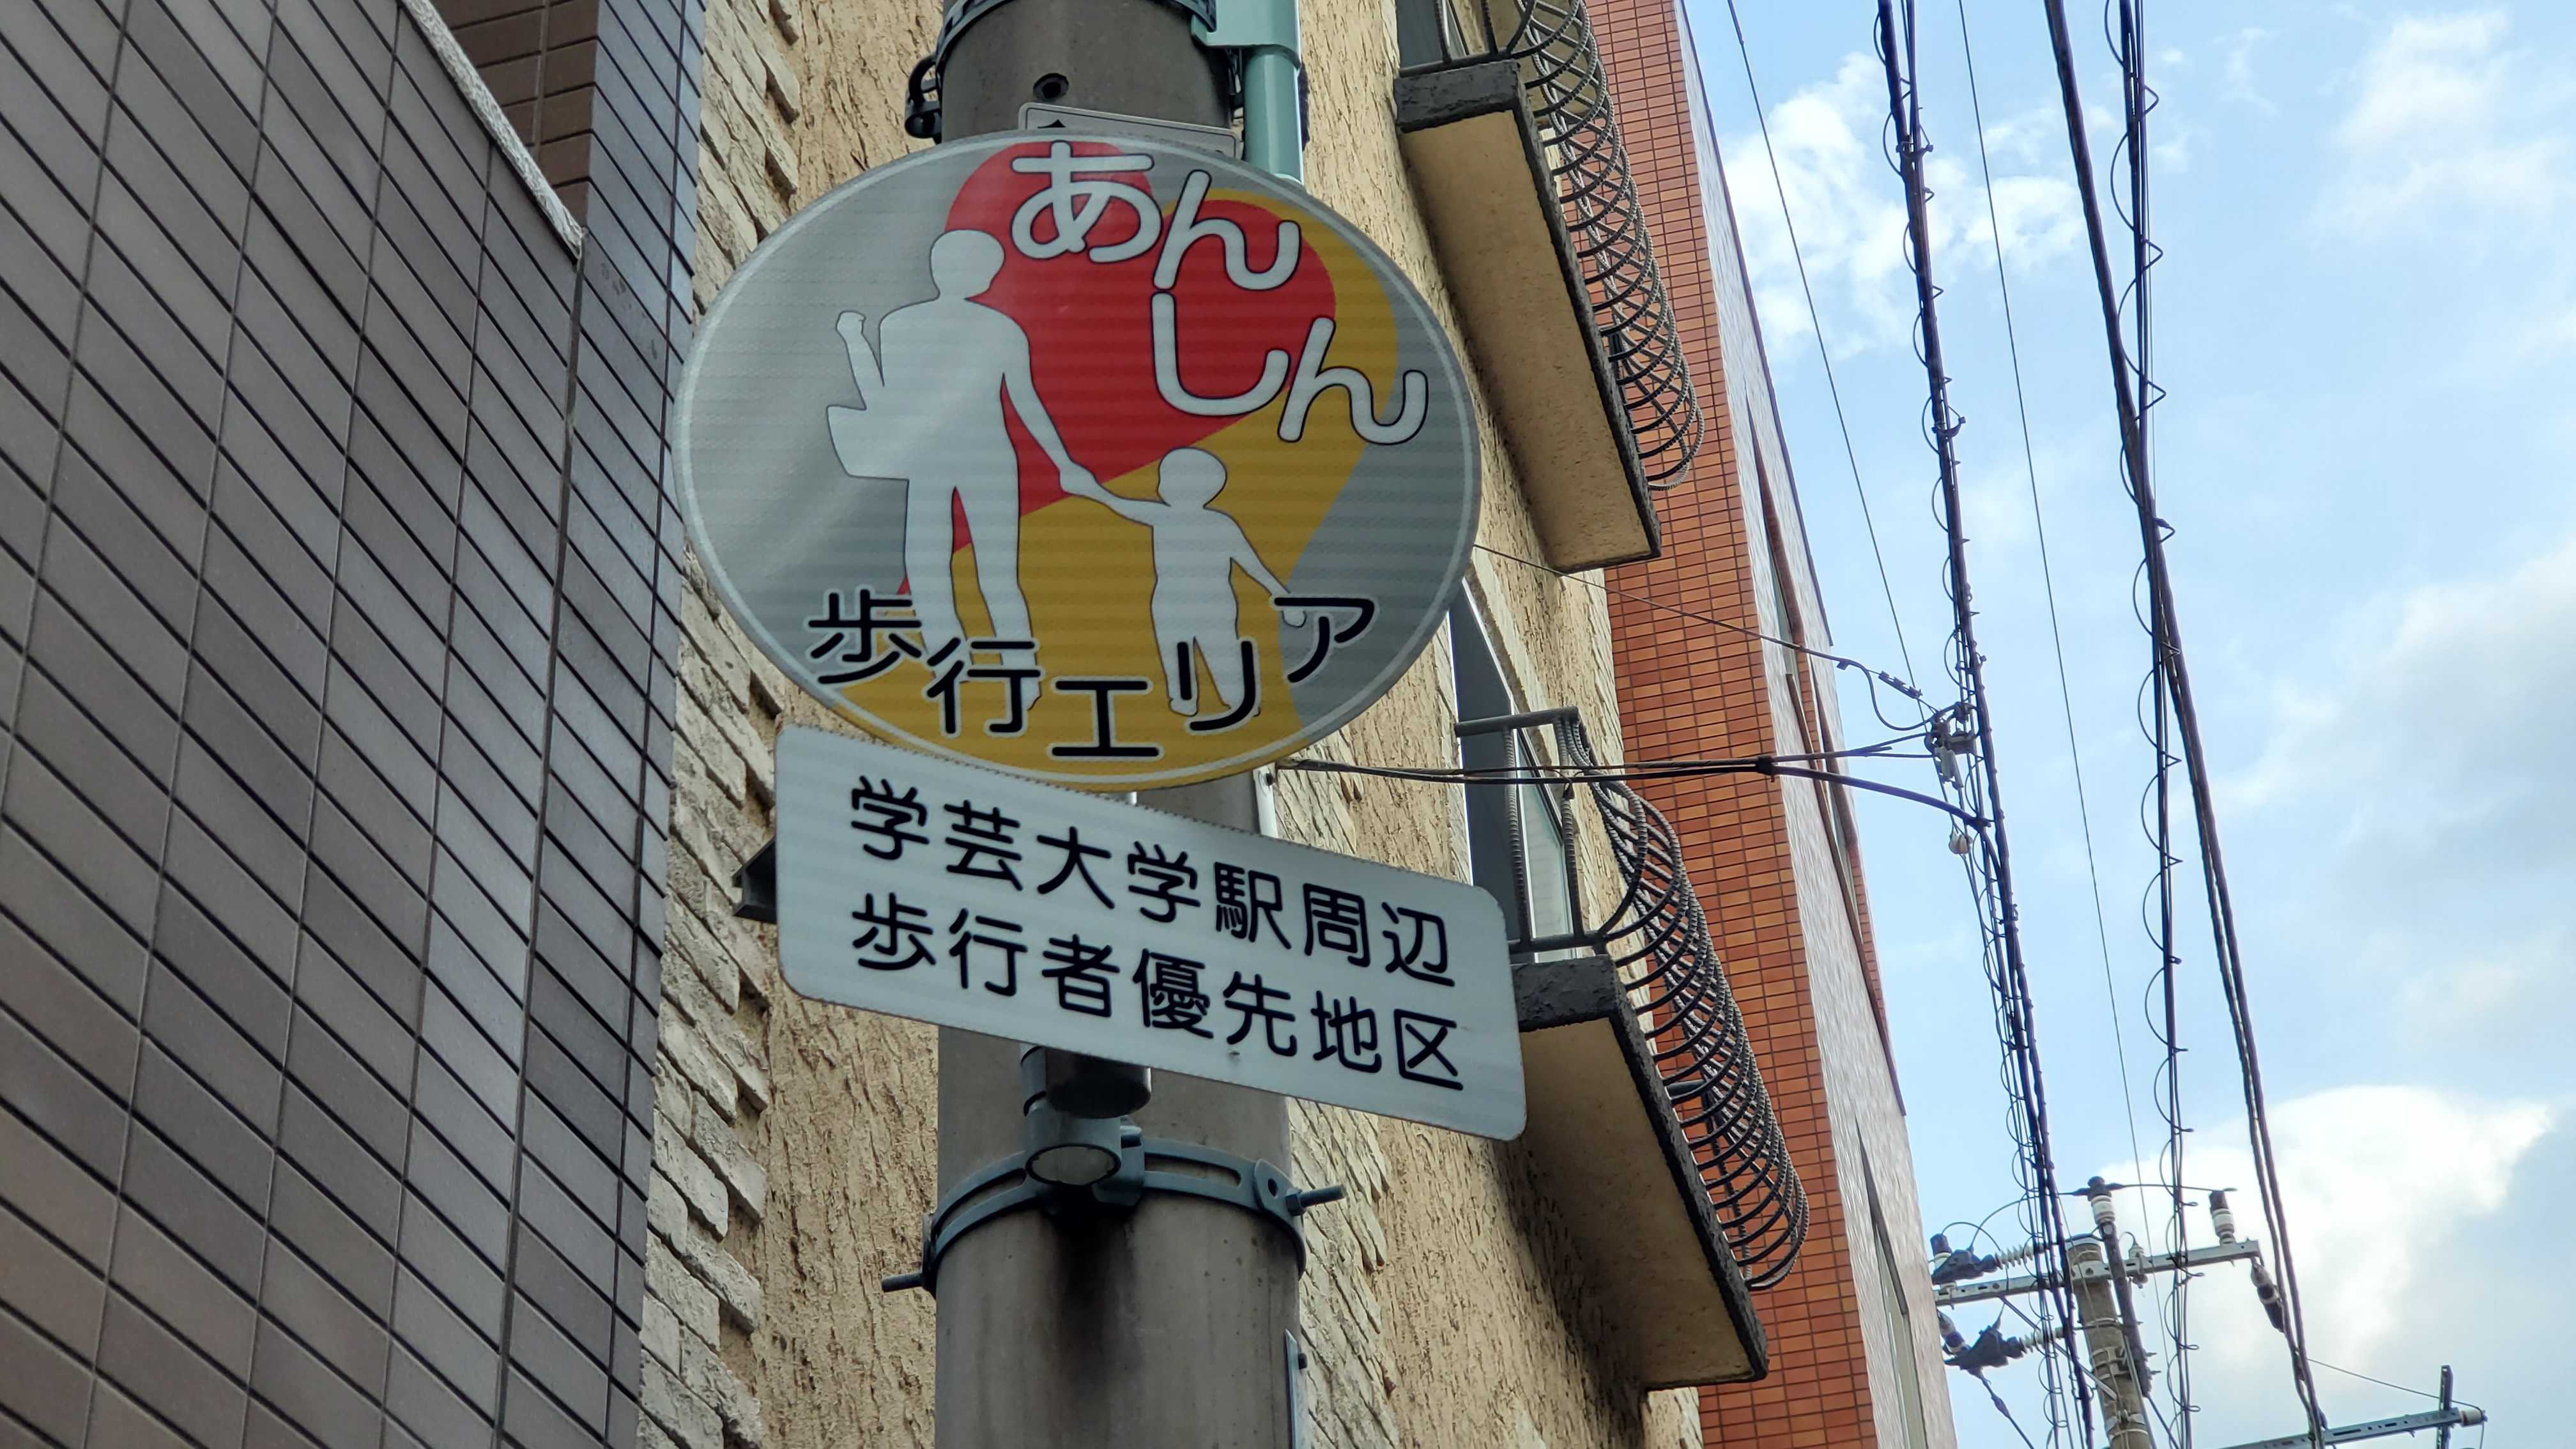 あんしん
歩行エリア
学芸大学駅周辺
歩行者優先地区